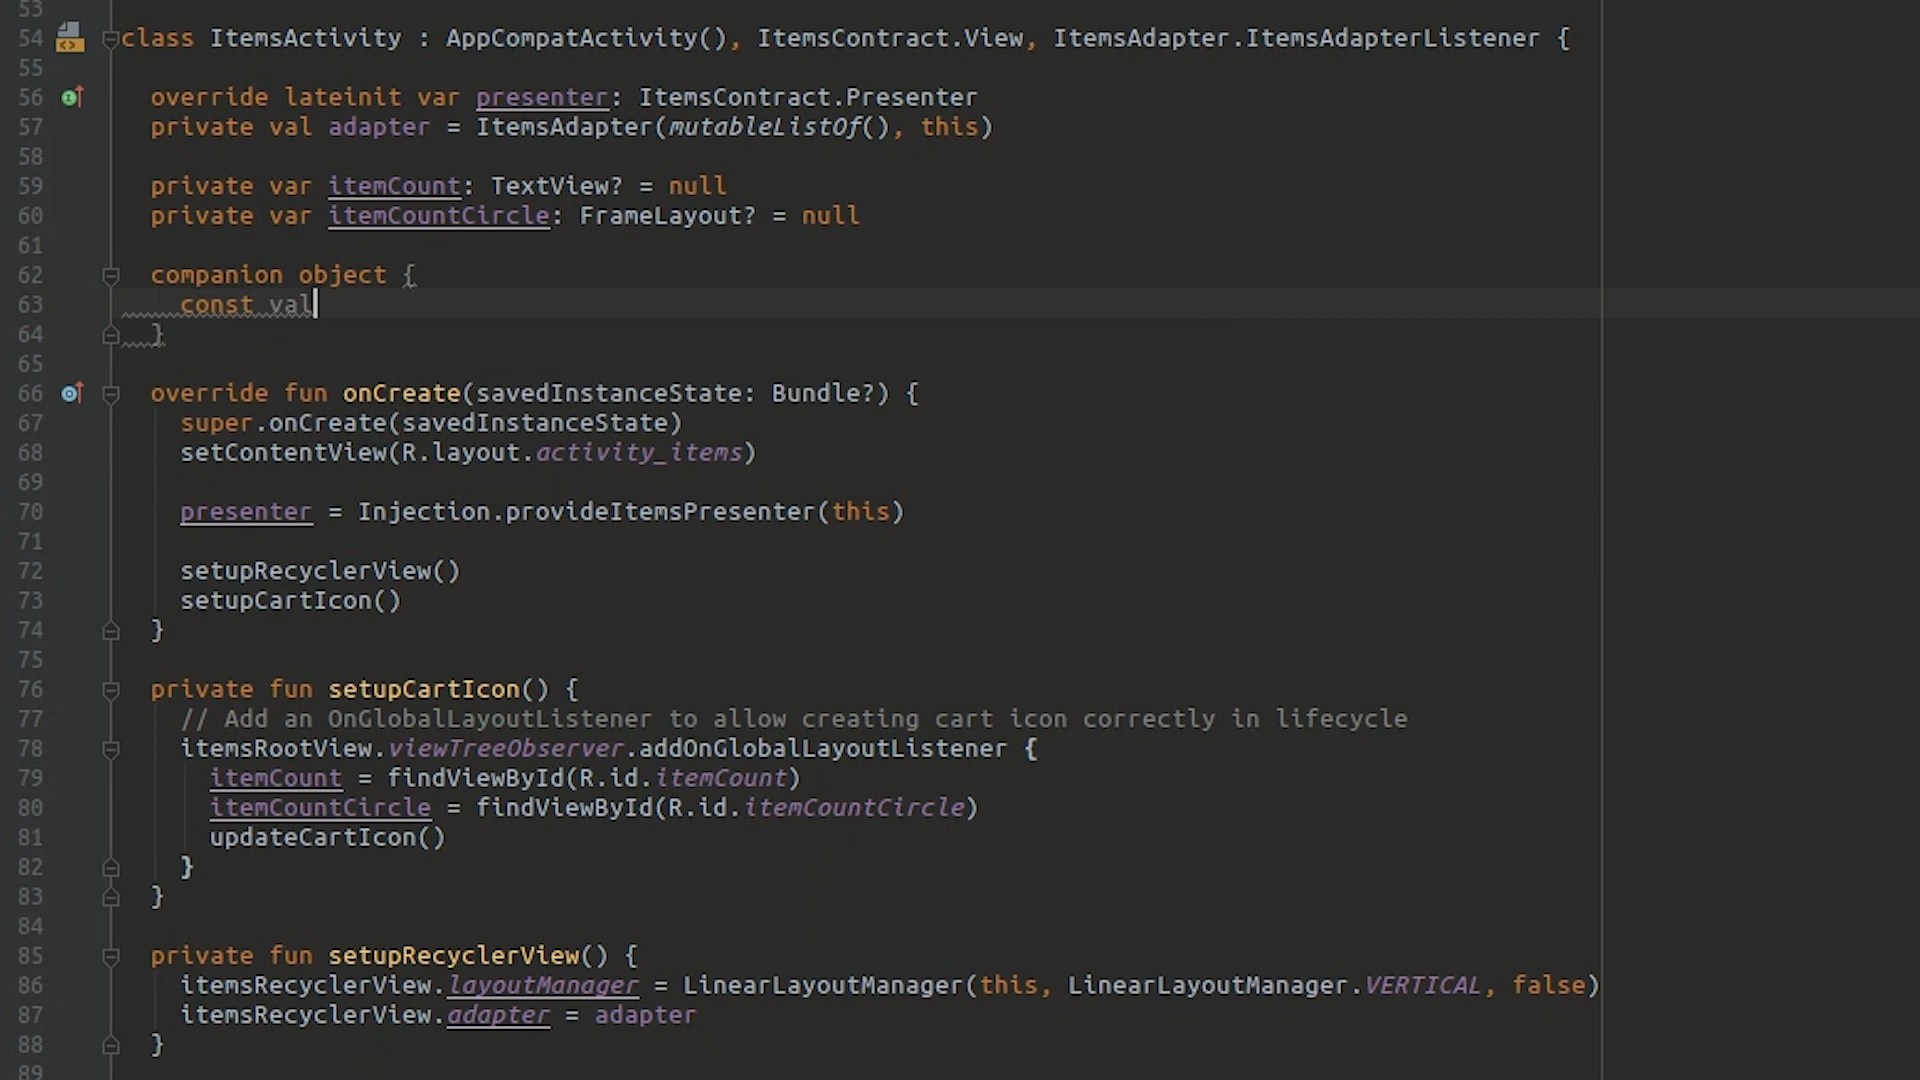 53
54 class ItemsActivity : AppCompatActivity(), ItemsContract.View, ItemsAdapter.ItemsAdapterListener {
55
56 override lateinit var presenter: ItemsContract.Presenter
57 private val adapter = ItemsAdapter(mutableListOf(), this)
58
59 private var itemCount: TextView? = null
60 private var itemCountCircle: FrameLayout? = null
61
62 companion object {
63 const val
64 }
65
66 override fun onCreate(savedInstanceState: Bundle?) {
67 super.onCreate(savedInstanceState)
68 setContentView(R.layout.activity_items)
69
70 presenter = Injection.provideItemsPresenter(this)
71
72 setupRecyclerView()
73 setupCartIcon()
74 }
75
76 private fun setupCartIcon() {
77 // Add an OnGlobalLayoutListener to allow creating cart icon correctly in lifecycle
78 itemsRootView.viewTreeObserver.addOnGlobalLayoutListener {
79 itemCount = findViewById(R.id.itemCount)
80 itemCountCircle = findViewById(R.id.itemCountCircle)
81 updateCartIcon()
82 }
83 }
84
85 private fun setupRecyclerView() {
86 itemsRecyclerView.layoutManager = LinearLayoutManager(this, LinearLayoutManager.VERTICAL, false)
87 itemsRecyclerView.adapter = adapter
88 }
89